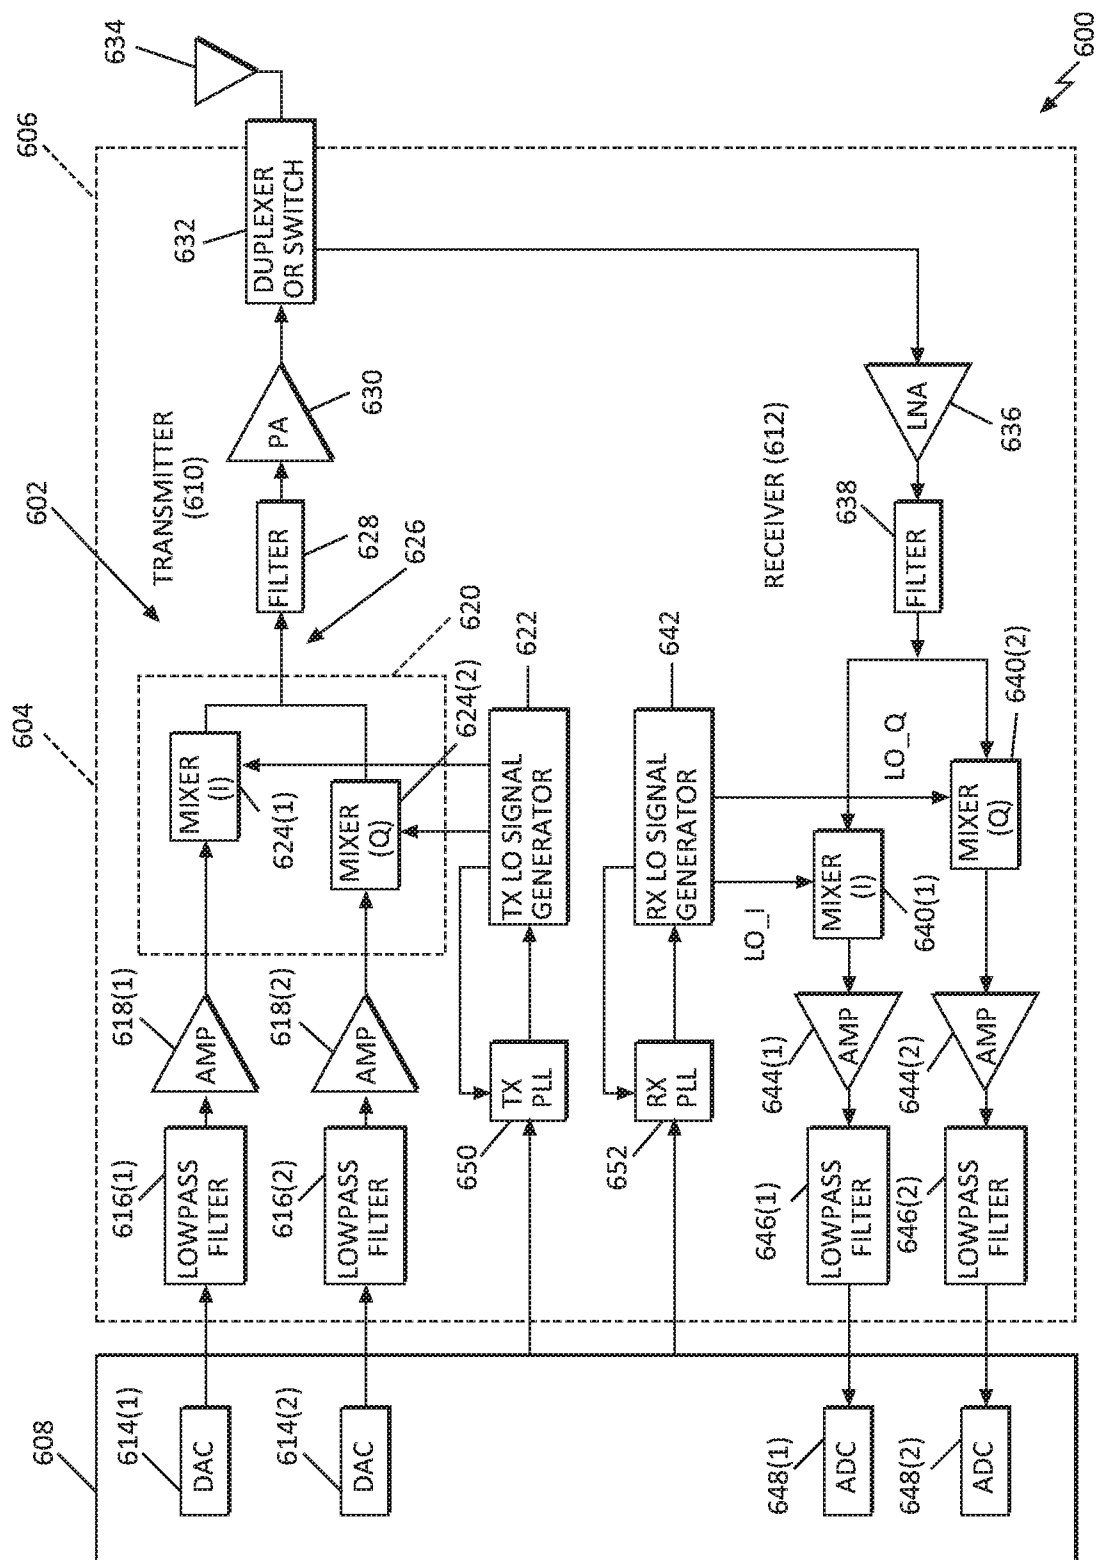 600
606
634
604
602
TRANSMITTER
(610)
632
DUPLEXER
OR SWITCH
608
614(1)
DAC
616(1)
LOWPASS
FILTER
618(1)
AMP
MIXER
(I)
624(1)
FILTER
628
626
PA
630
614(2)
DAC
616(2)
LOWPASS
FILTER
618(2)
AMP
MIXER
(Q)
624(2)
620
650
TX
PLL
TX LO SIGNAL
GENERATOR
622
652
RX
PLL
RX LO SIGNAL
GENERATOR
642
LO_I
LO_Q
RECEIVER (612)
648(1)
ADC
646(1)
LOWPASS
FILTER
644(1)
AMP
MIXER
(I)
640(1)
638
FILTER
LNA
636
648(2)
ADC
646(2)
LOWPASS
FILTER
644(2)
AMP
MIXER
(Q)
640(2)